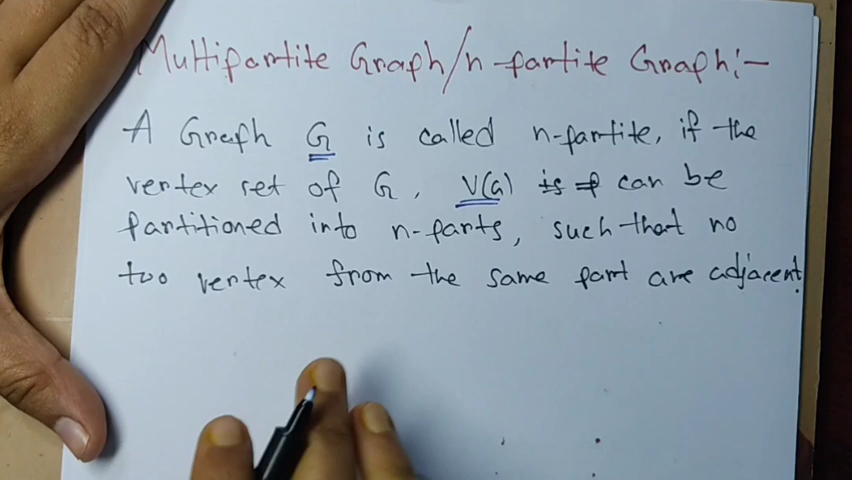 Multipartite Graph/n-partite Graph:-
A Graph G is called n-partite, if the
vertex set of G, V(G) can be
partitioned into n-parts, such that no
two vertex from the same part are adjacent.